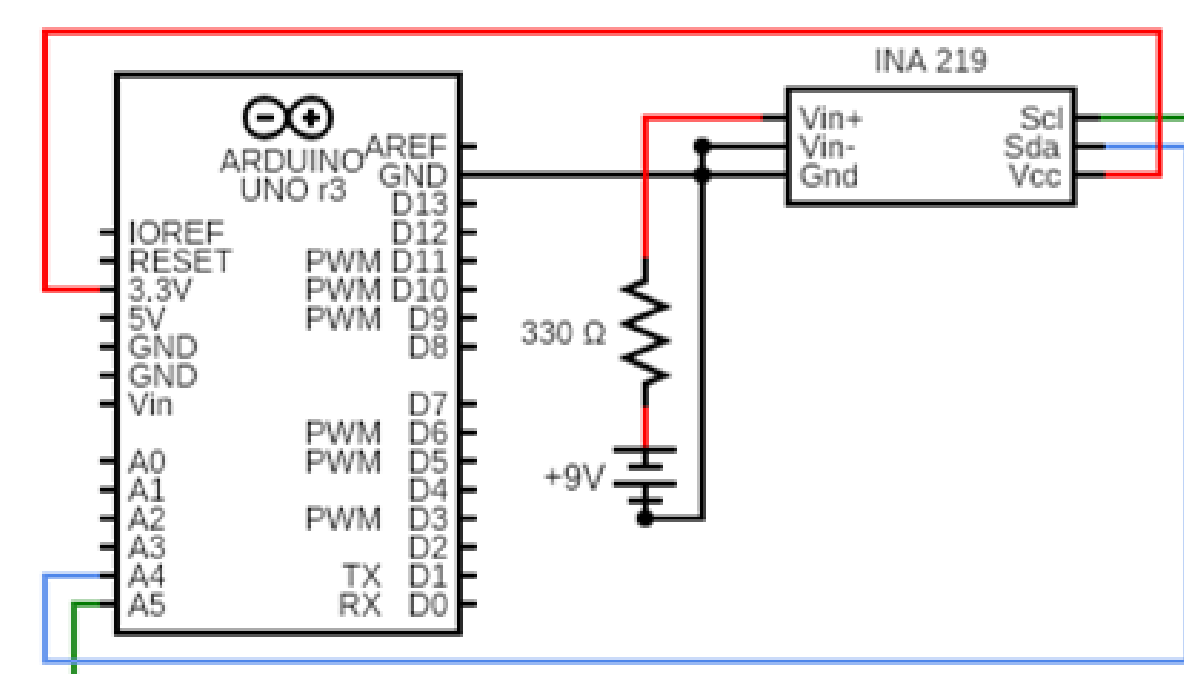 INA 219
Vin+ Scl
Vin- Sda
Gnd Vcc
ARDUINO
UNO r3
AREF
GND
D13
IOREF D12
RESET PWM D11
3.3V PWM D10
5V PWM D9
GND D8
GND
Vin D7
PWM D6
A0 PWM D5
A1 D4
A2 PWM D3
A3 D2
A4 TX D1
A5 RX D0
330 Ω
+9V